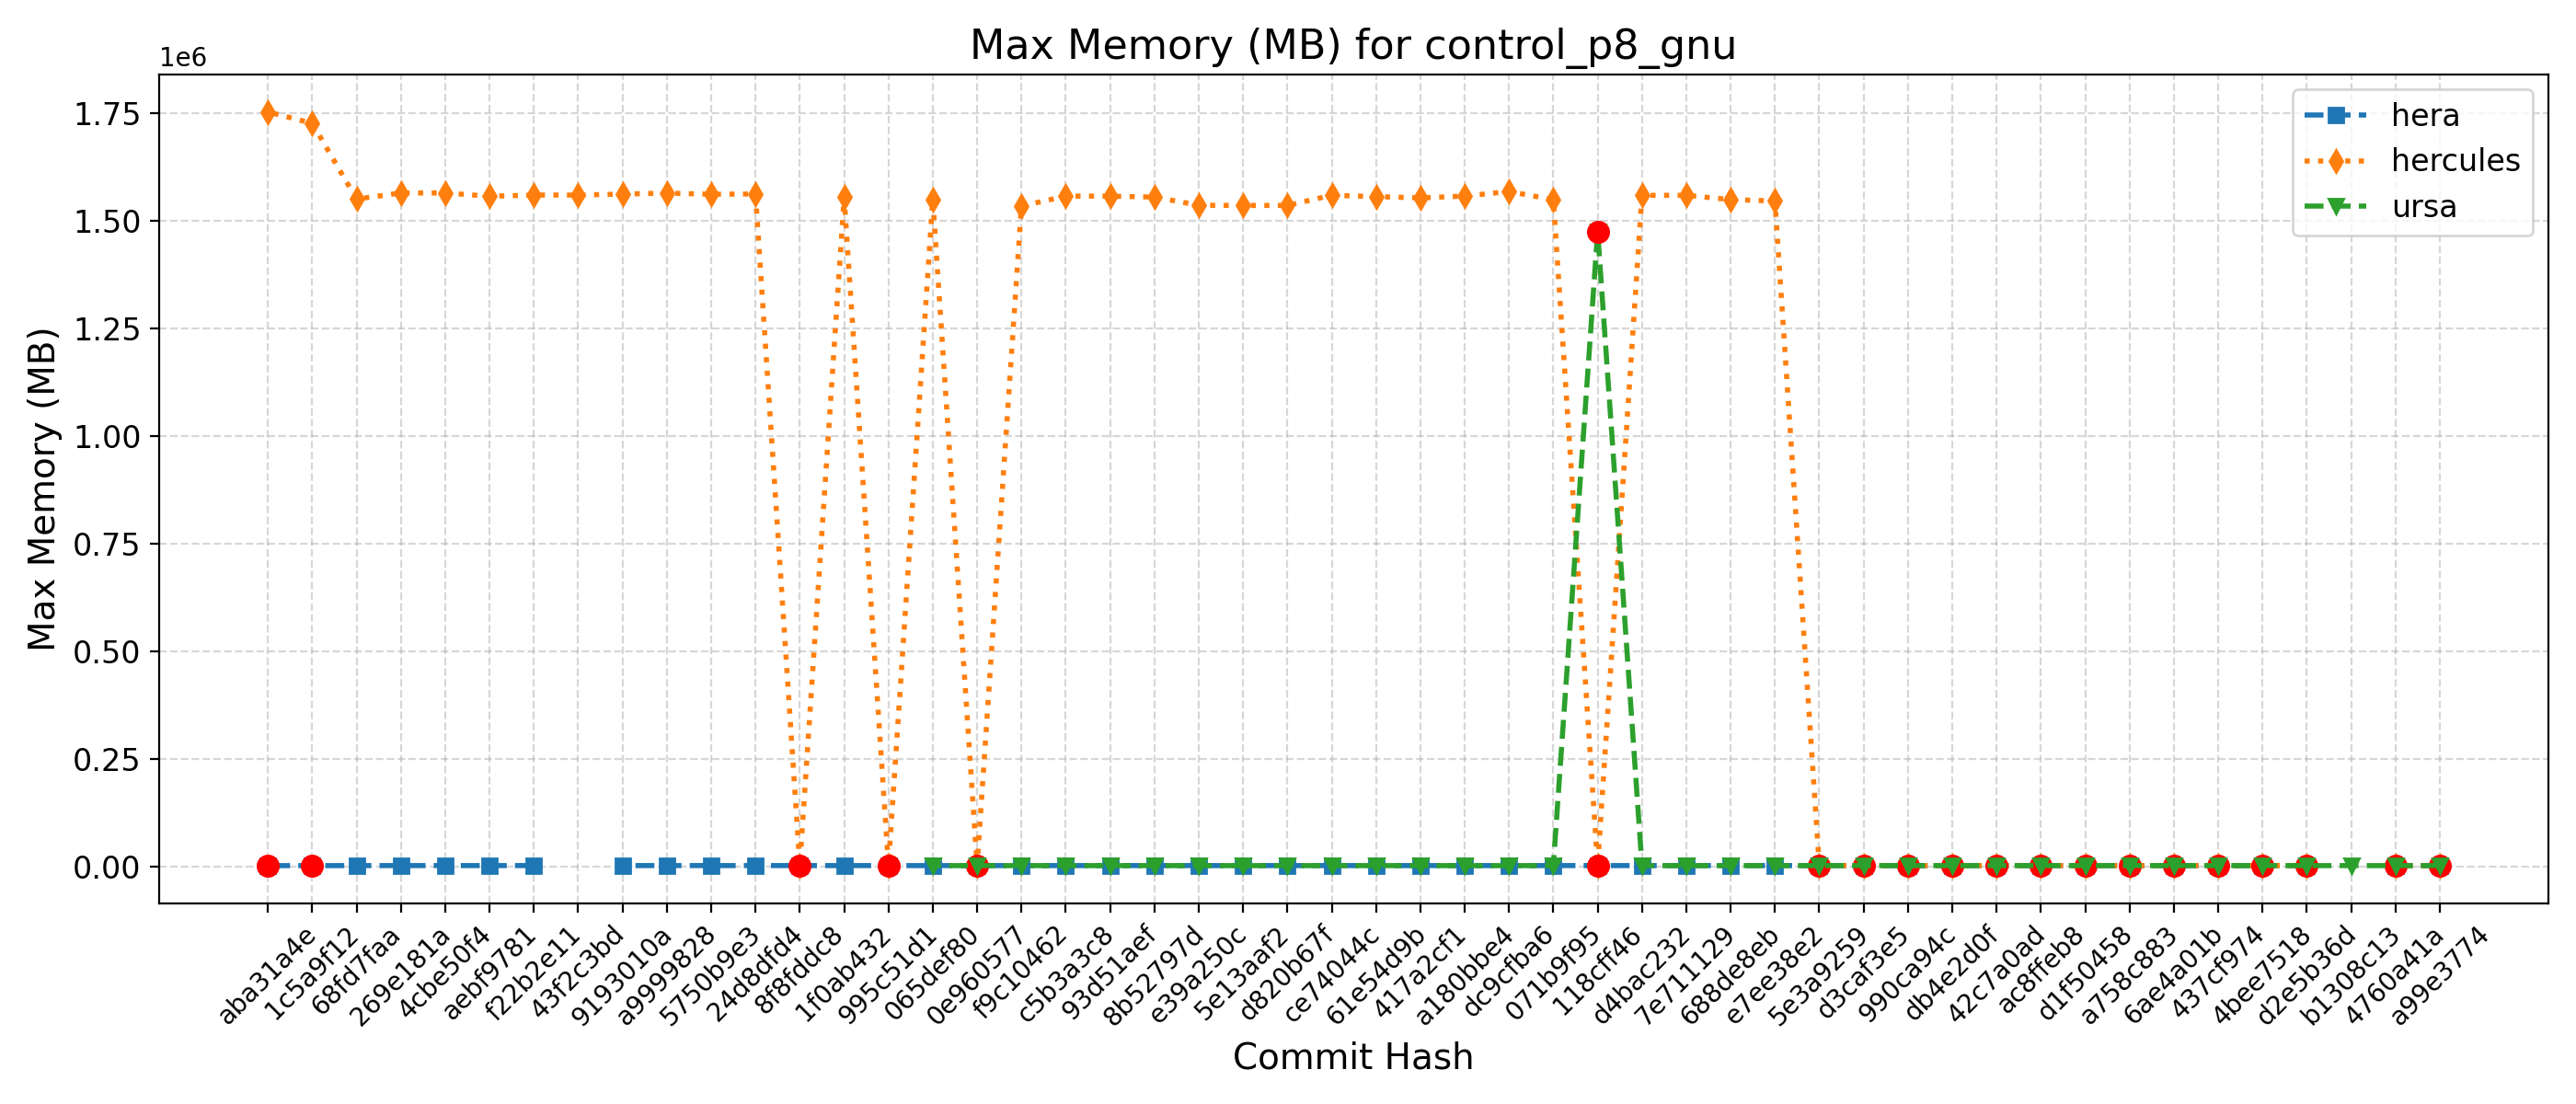 Max Memory (MB) for control_p8_gnu
1e6
1.75
1.50
1.25
1.00
0.75
0.50
0.25
0.00
Max Memory (MB)
hera
hercules
ursa
aba31a4e
1c5a9f12
68fd7faa
269e181a
4cbe50f4
aebf9781
f22b2e11
43f2c3bd
9193010a
a9999828
5750b9e3
24d8dfd4
8f8fddc8
1f0ab432
995c51d1
065def80
0e960577
f9c10462
c5b3a3c8
93d51aef
8b52797d
e39a250c
5e13aaf2
d820b67f
ce74044c
61e54d9b
417a2cf1
a180bbe4
dc9cfba6
071b9f95
118cff46
d4bac232
7e711129
688de8eb
e7ee38e2
5e3a9259
d3caf3e5
990ca94c
db4e2d0f
42c7a0ad
ac8ffeb8
d1f50458
a758c883
6ae4a01b
437cf974
4bee7518
d2e5b36d
b1308c13
4760a41a
a99e3774
Commit Hash